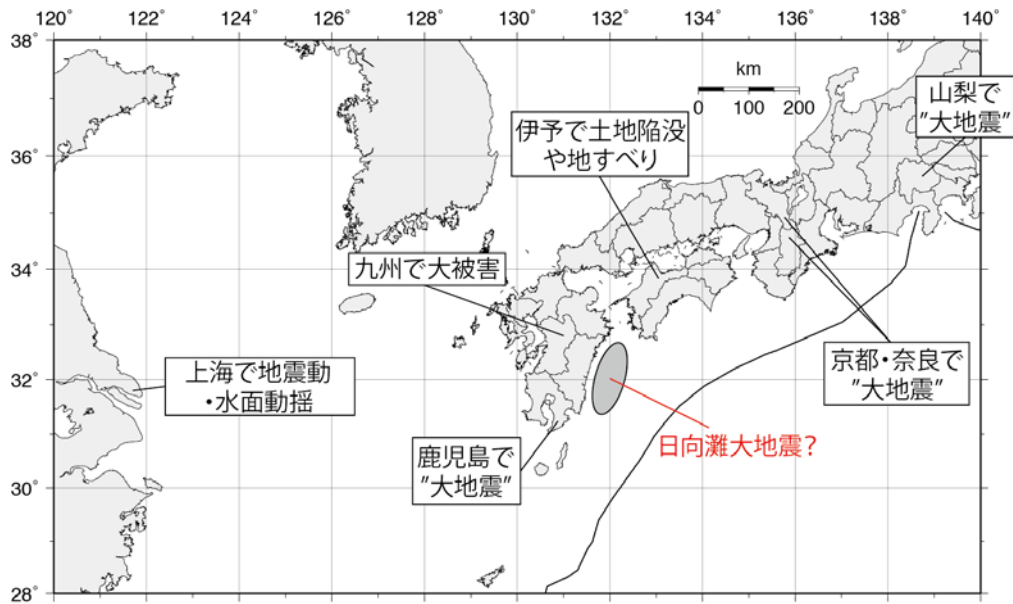 120° 122° 124° 126° 128° 130° 132° 134° 136° 138° 140°
38°
36°
34°
32°
30°
28°
km
0 100 200
山梨で
"大地震"
伊予で土地陥没
や地すべり
九州で大被害
上海で地震動
・水面動揺
京都・奈良で
"大地震"
日向灘大地震?
鹿児島で
"大地震"